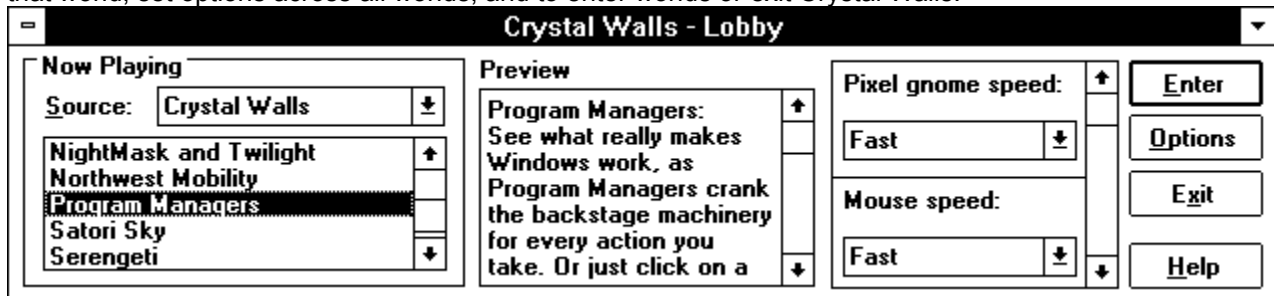 that world, set options across all worlds, and to enter worlds or exit Crystal Walls.
Crystal Walls - Lobby
Now Playing
Source: Crystal Walls
NightMask and Twilight
Northwest Mobility
Program Managers
Satori Sky
Serengeti
Preview
Program Managers:
See what really makes
Windows work, as
Program Managers crank
the backstage machinery
for every action you
take. Or just click on a
Pixel gnome speed:
Fast
Mouse speed:
Fast
Enter
Options
Exit
Help